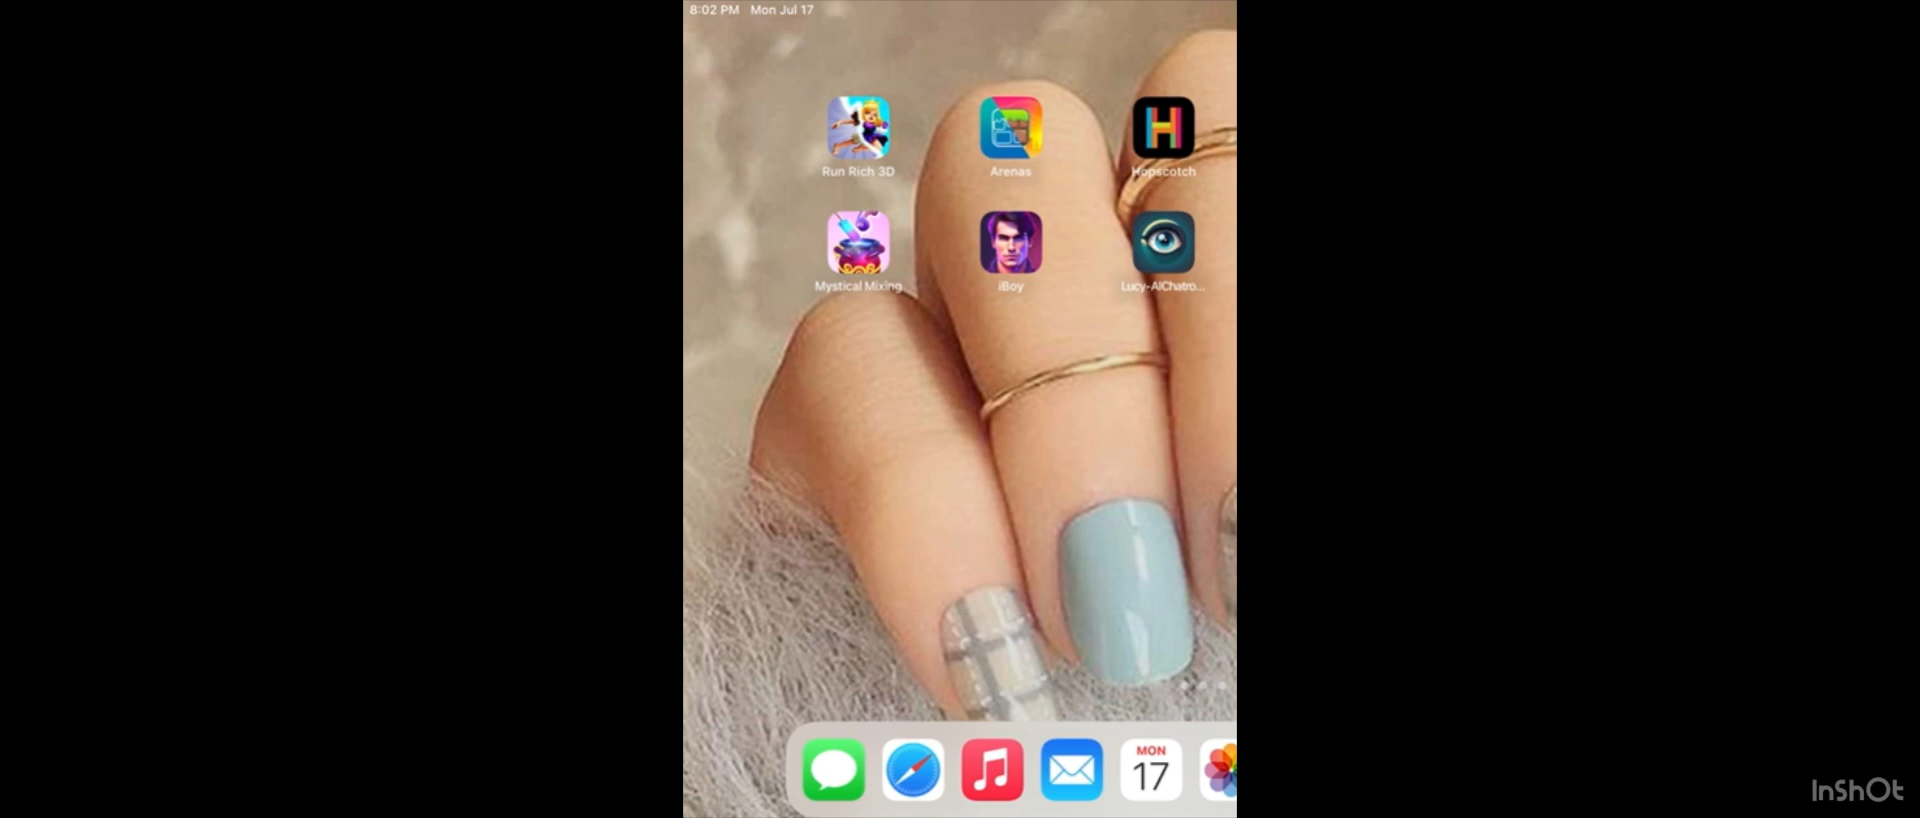 8:02 PM Mon Jul 17
Run Rich 3D
Arenas
H
Hopscotch
Mystical Mixing
iBoy
Lucy-AIChatro...
MON
17
InShOt